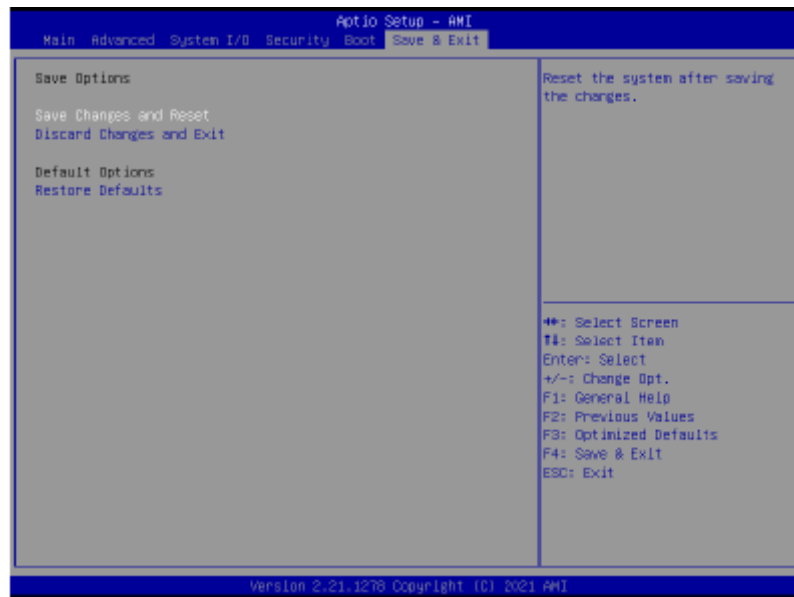 Aptio Setup - AMI
Main Advanced System I/O Security Boot Save & Exit
Save Options
Save Changes and Reset
Discard Changes and Exit
Default Options
Restore Defaults
Reset the system after saving
the changes.
→←: Select Screen
↑↓: Select Item
Enter: Select
+/-: Change Opt.
F1: General Help
F2: Previous Values
F3: Optimized Defaults
F4: Save & Exit
ESC: Exit
Version 2.21.1278 Copyright (C) 2021 AMI